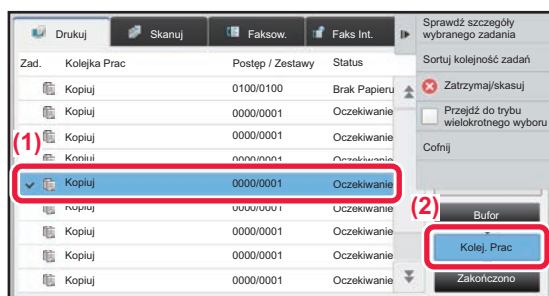 Drukuj Skanuj Faksow. Faks Int.
Zad. Kolejka Prac Postęp / Zestawy Status
Kopiuj 0100/0100 Brak Papieru
Kopiuj 0000/0001 Oczekiwanie
Kopiuj 0000/0001 Oczekiwanie
(1)
Kopiuj 0000/0001 Oczekiwanie
Kopiuj 0000/0001 Oczekiwanie
Kopiuj 0000/0001 Oczekiwanie
Kopiuj 0000/0001 Oczekiwanie
Kopiuj 0000/0001 Oczekiwanie
Kopiuj 0000/0001 Oczekiwanie
Sprawdź szczegóły
wybranego zadania
Sortuj kolejność zadań
Zatrzymaj/skasuj
Przejdź do trybu
wielokrotnego wyboru
Cofnij
(2)
Bufor
Kolej. Prac
Zakończono